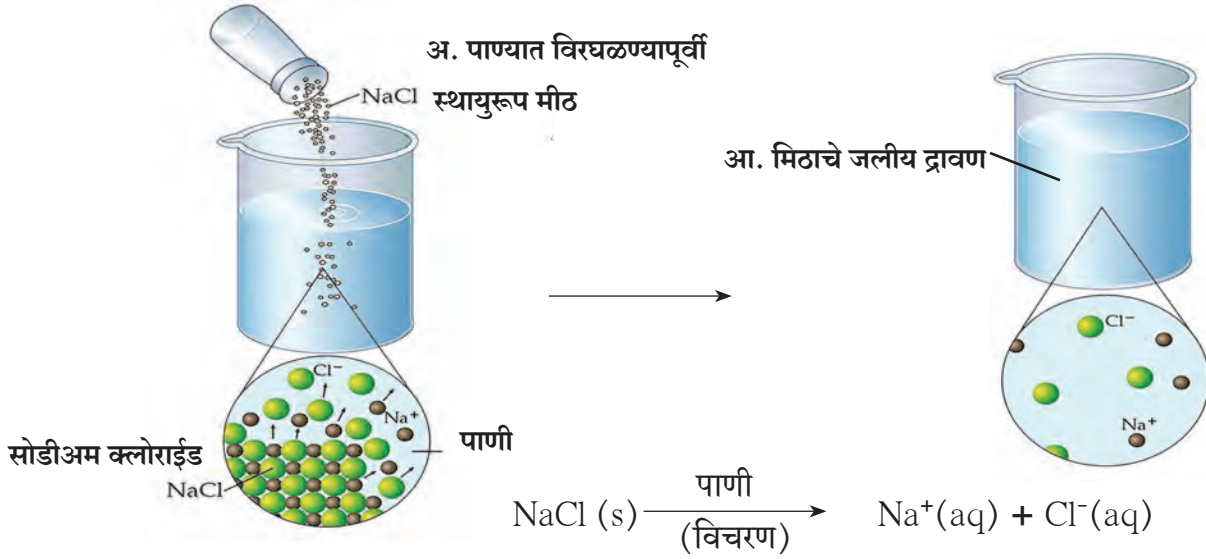 अ. पाण्यात विरघळण्यापूर्वी
NaCl स्थायुरूप मीठ
आ. मिठाचे जलीय द्रावण
Cl⁻
Na⁺
पाणी
सोडीअम क्लोराईड
NaCl
Cl⁻
Na⁺
NaCl (s) पाणी (विचरण) Na⁺(aq) + Cl⁻(aq)